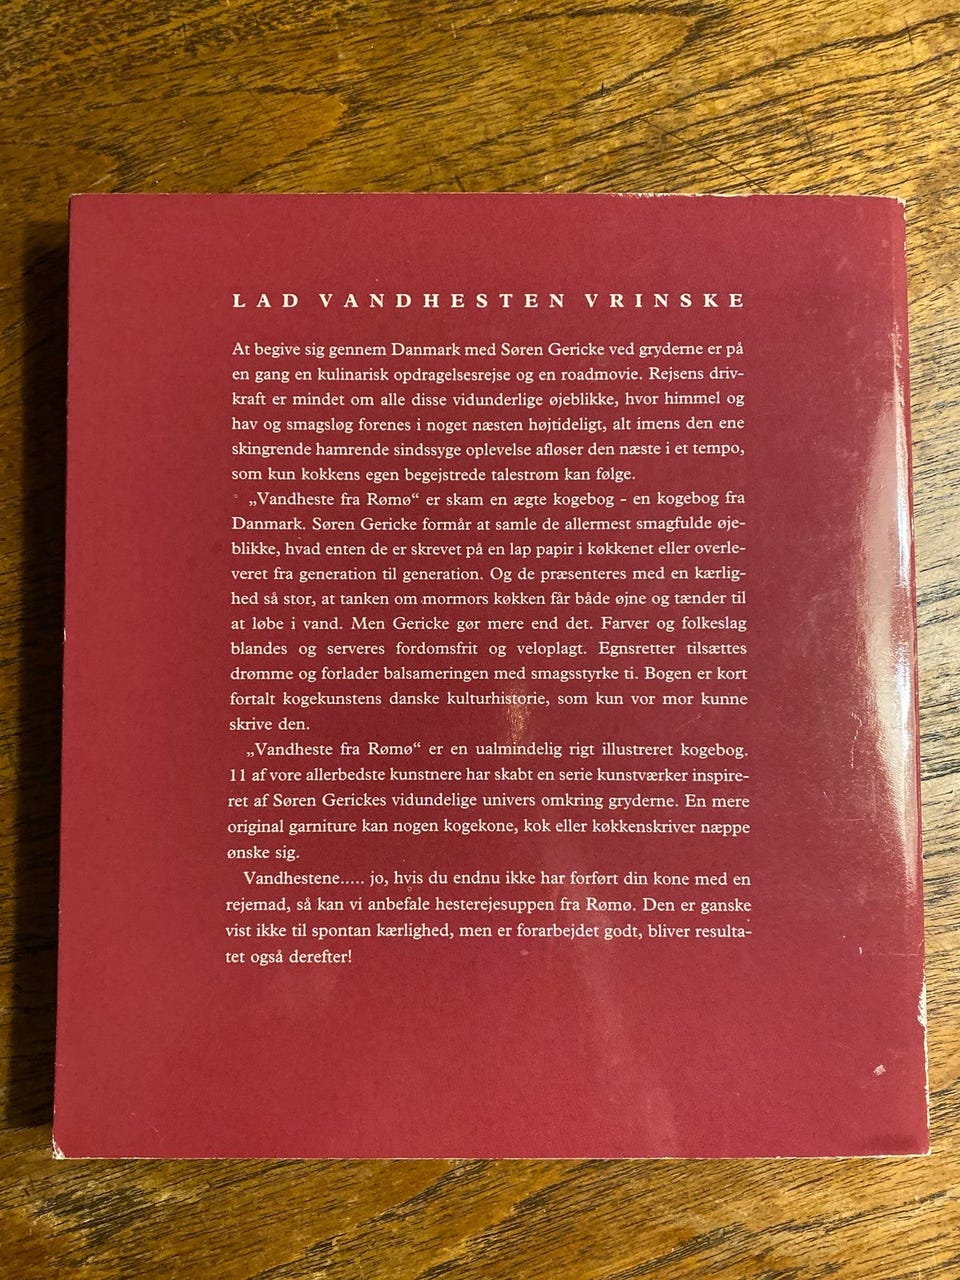 LAD VANDHESTEN VRINSKE
At begive sig gennem Danmark med Søren Gericke ved gryderne er på
en gang en kulinarisk opdragelsesrejse og en roadmovie. Rejsens driv-
kraft er mindet om alle disse vidunderlige øjeblikke, hvor himmel og
hav og smagsløg forenes i noget næsten højtideligt, alt imens den ene
skingrende hamrende sindssyge oplevelse afløser den næste i et tempo,
som kun kokkens egen begejstrede talestrøm kan følge.
„Vandheste fra Rømø“ er skam en ægte kogebog - en kogebog fra
Danmark. Søren Gericke formår at samle de allermest smagfulde øje-
blikke, hvad enten de er skrevet på en lap papir i køkkenet eller overle-
veret fra generation til generation. Og de præsenteres med en kærlig-
hed så stor, at tanken om mormors køkken får både øjne og tænder til
at løbe i vand. Men Gericke gør mere end det. Farver og folkeslag
blandes og serveres fordomsfrit og veloplagt. Egnsretter tilsættes
drømme og forlader balsameringen med smagsstyrke ti. Bogen er kort
fortalt kogekunstens danske kulturhistorie, som kun vor mor kunne
skrive den.
„Vandheste fra Rømø“ er en ualmindelig rigt illustreret kogebog.
11 af vore allerbedste kunstnere har skabt en serie kunstværker inspire-
ret af Søren Gerickes vidundelige univers omkring gryderne. En mere
original garniture kan nogen kogekone, kok eller køkkenskriver næppe
ønske sig.
Vandhestene..... jo, hvis du endnu ikke har forført din kone med en
rejemad, så kan vi anbefale hesterejesuppen fra Rømø. Den er ganske
vist ikke til spontan kærlighed, men er forarbejdet godt, bliver resulta-
tet også derefter!